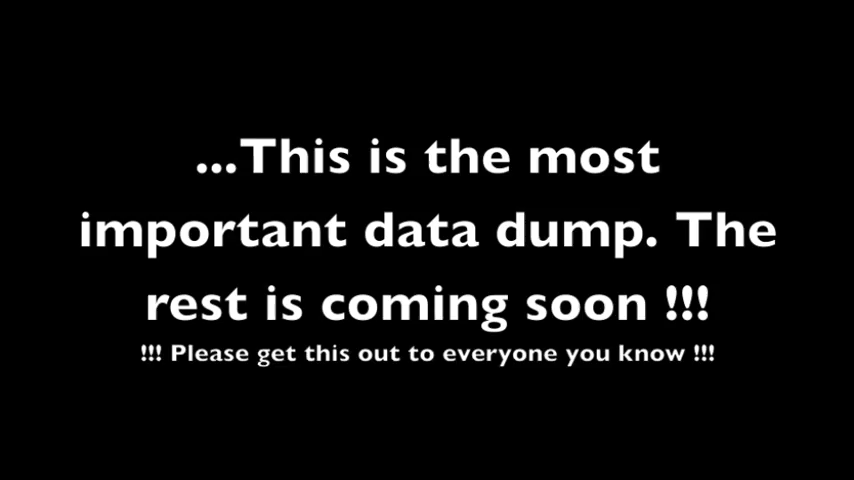 ...This is the most
important data dump. The
rest is coming soon !!!
!!! Please get this out to everyone you know !!!